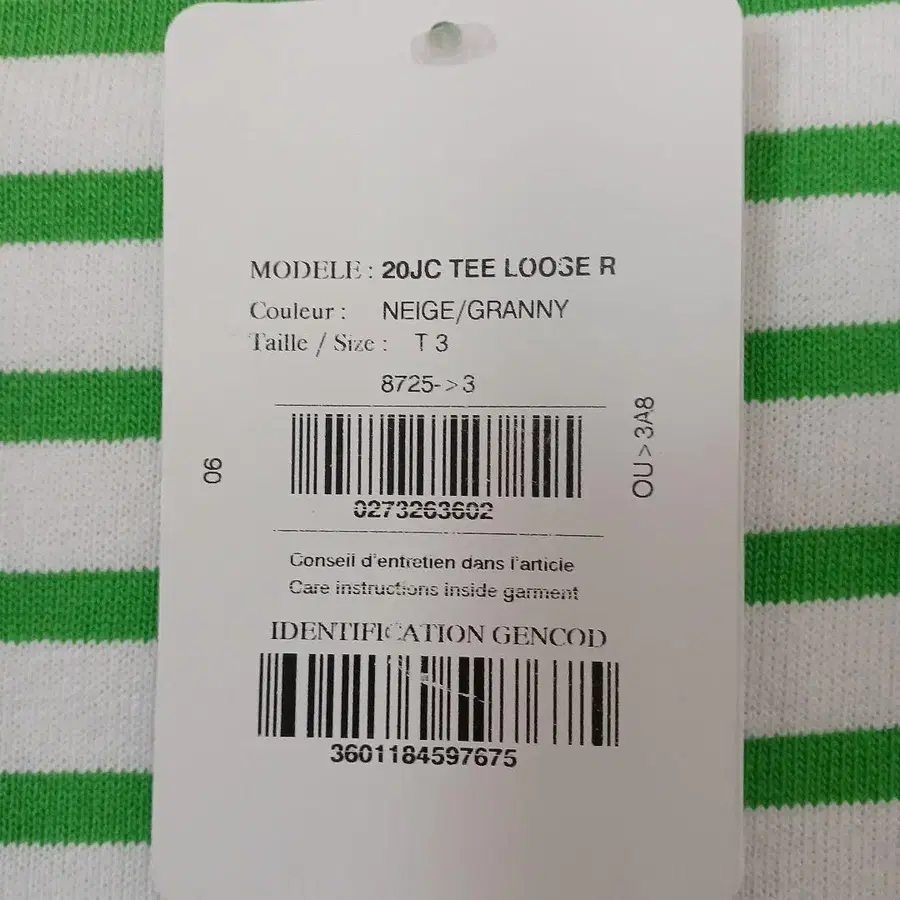 MODELE : 20JC TEE LOOSE R
Couleur : NEIGE/GRANNY
Taille / Size : T 3
8725->3
06
OU>3A8
0273263602
Conseil d'entretien dans l'article
Care instructions inside garment
IDENTIFICATION GENCOD
3601184597675